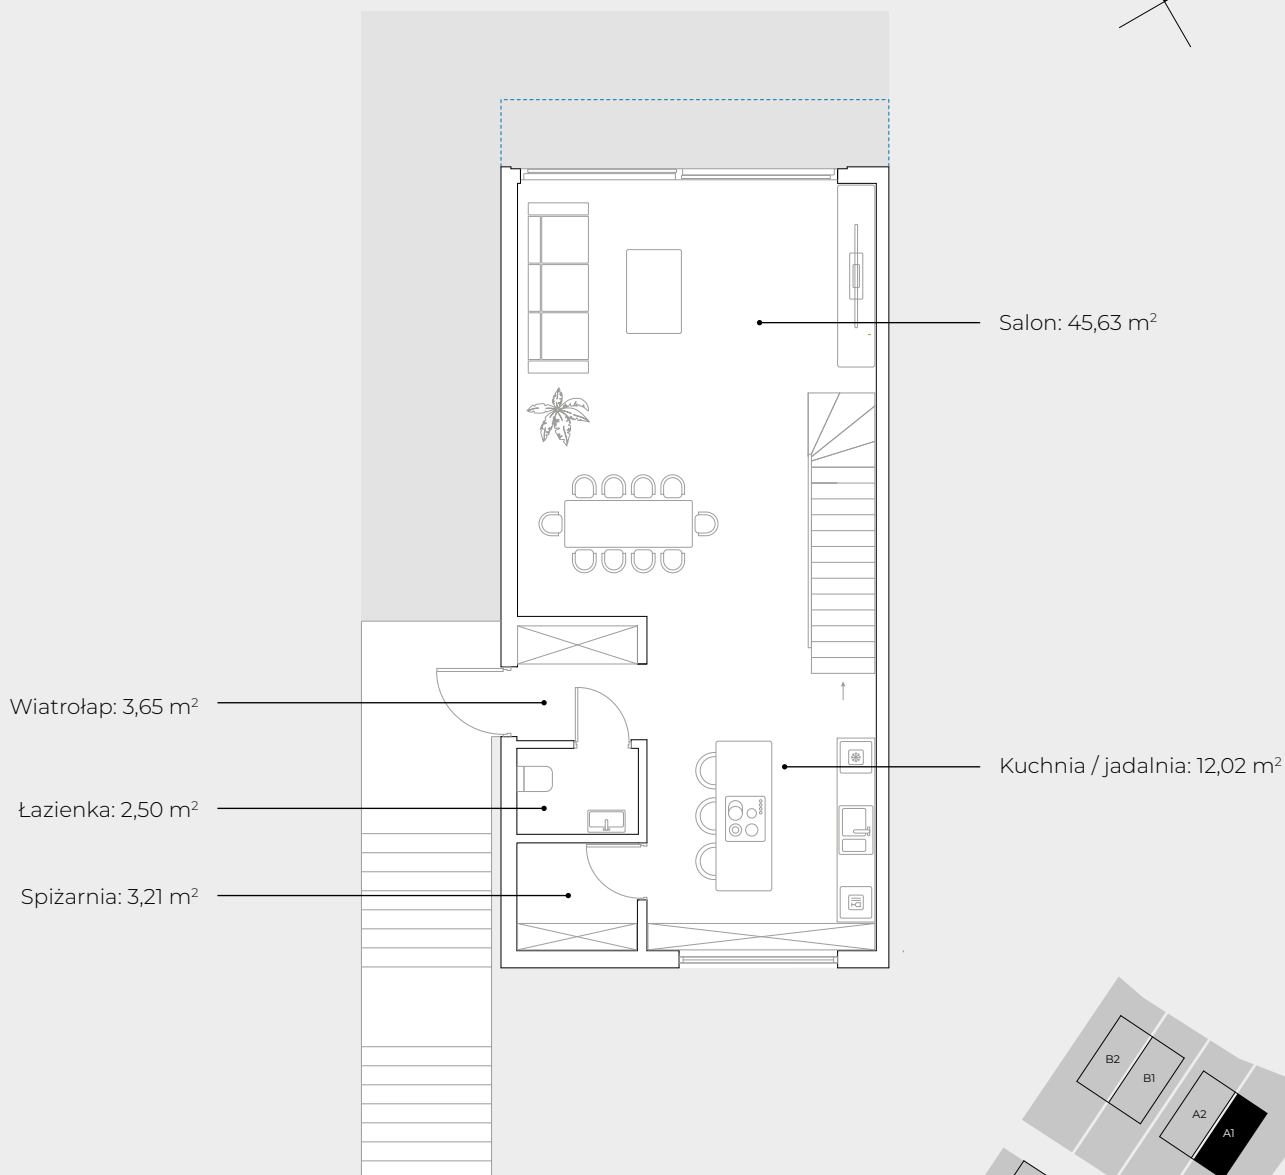 Salon: 45,63 m²
Wiatrołap: 3,65 m²
Kuchnia / jadalnia: 12,02 m²
Łazienka: 2,50 m²
Spiżarnia: 3,21 m²
B2
B1
A2
A1